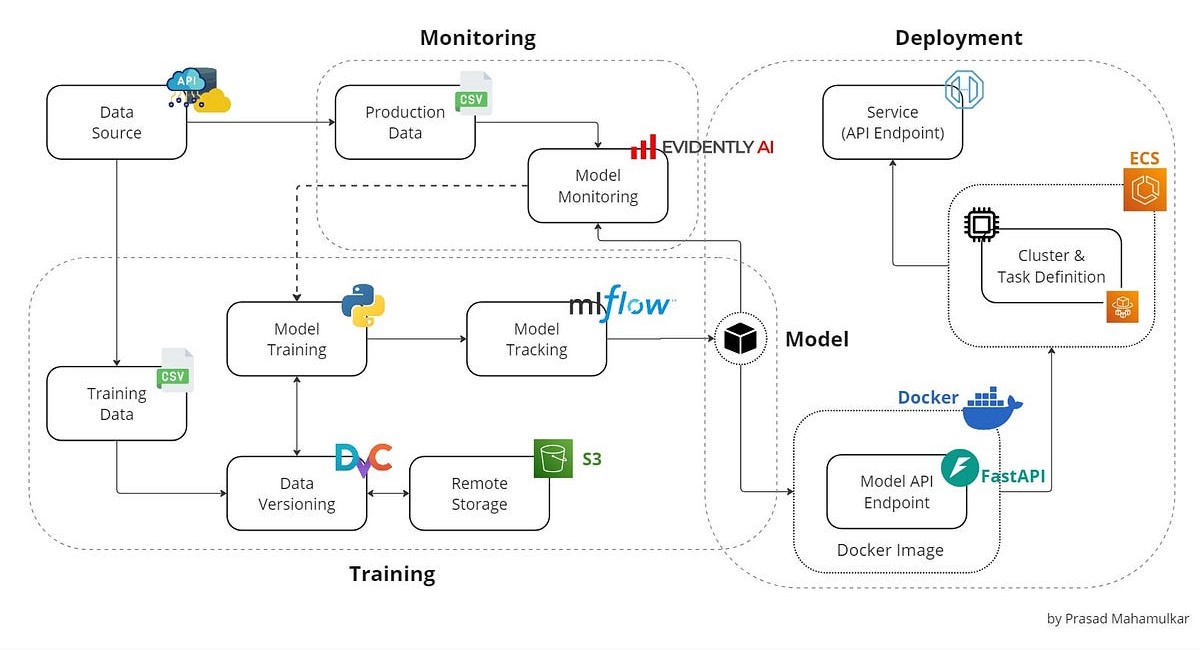 Monitoring
Deployment
API
Data
Source
Production
Data
CSV
Service
(API Endpoint)
EVIDENTLY AI
Model
Monitoring
ECS
Cluster &
Task Definition
Model
Training
mlflow
Model
Tracking
Model
CSV
Training
Data
Docker
DVC
Data
Versioning
Remote
Storage
S3
Model API
Endpoint
FastAPI
Docker Image
Training
by Prasad Mahamulkar